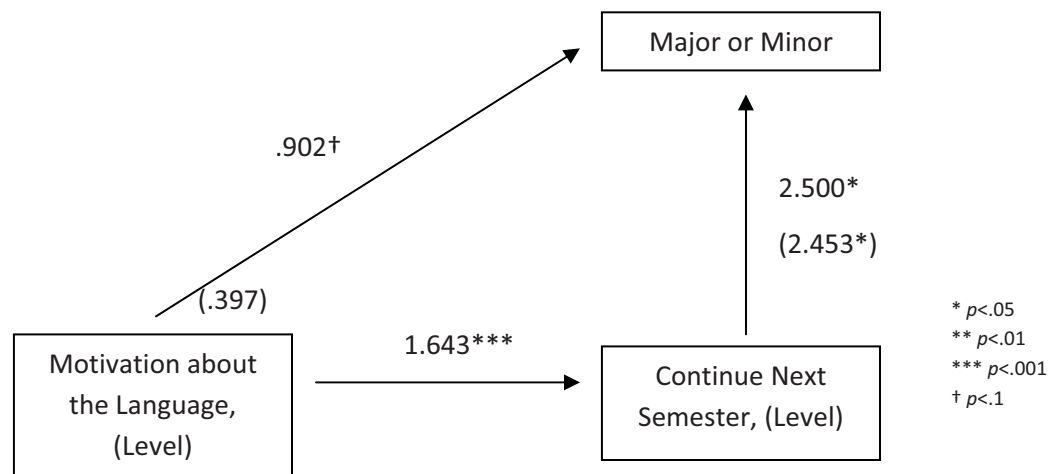 Major or Minor
.902†
2.500*
(2.453*)
(.397)
1.643***
Motivation about
the Language,
(Level)
Continue Next
Semester, (Level)
* p<.05
** p<.01
*** p<.001
† p<.1